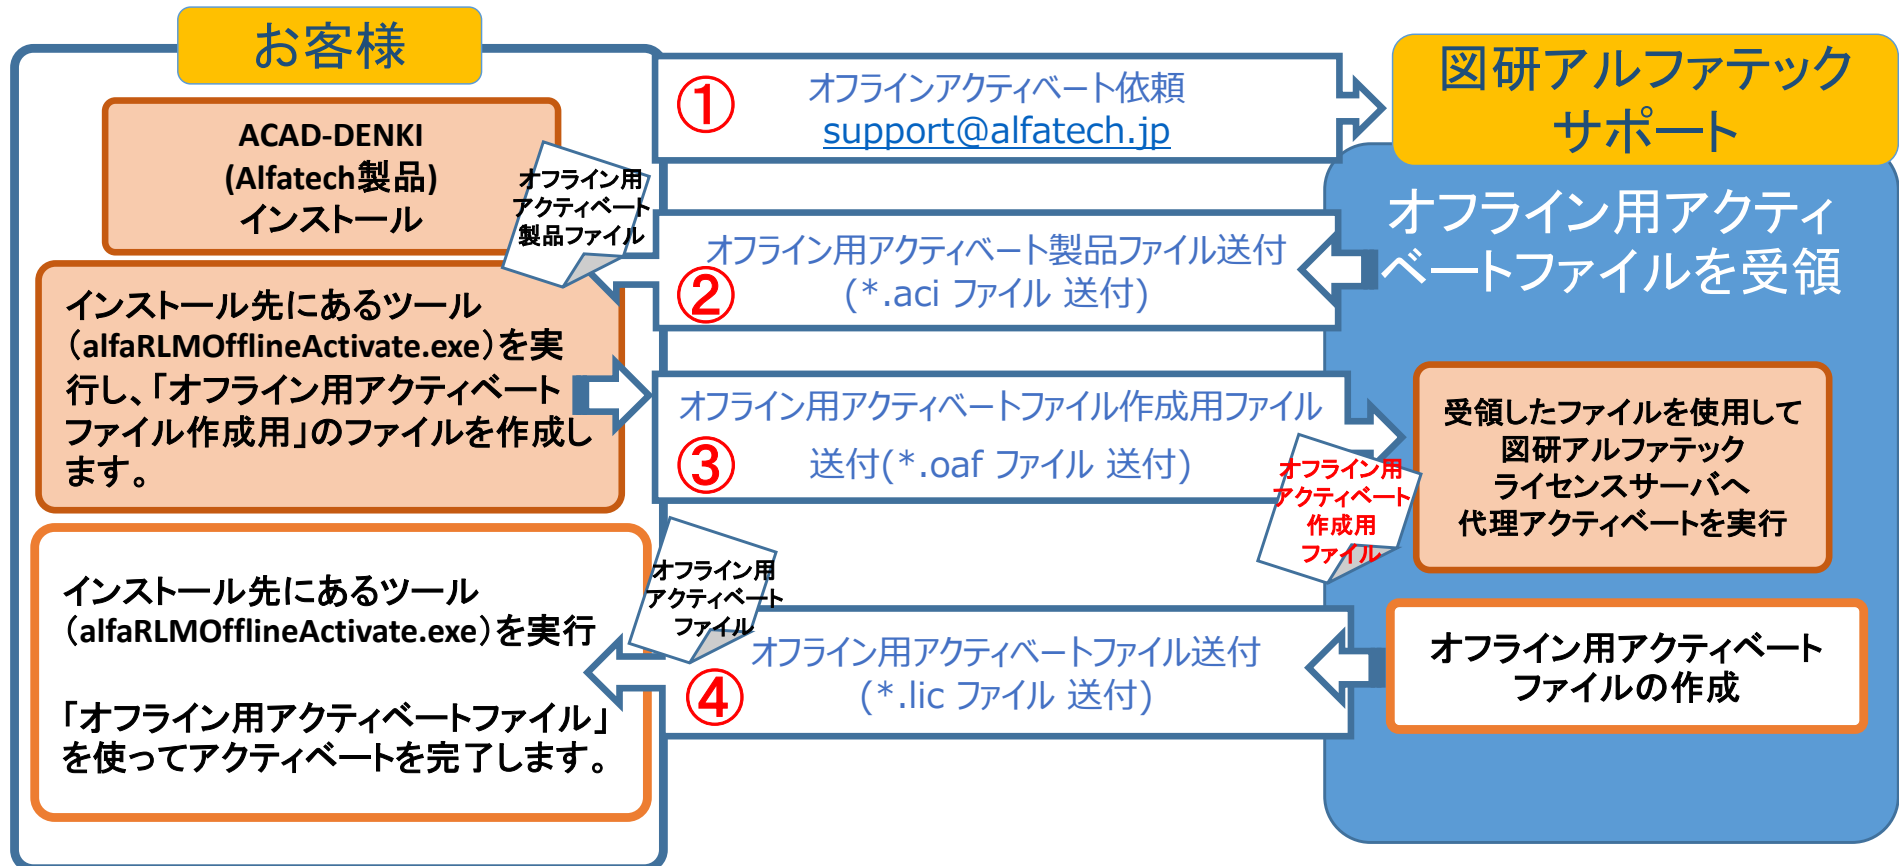 お客様
ACAD-DENKI
(Alfatech製品)
インストール
オフライン用
アクティベート
製品ファイル
インストール先にあるツール
（alfaRLMOfflineActivate.exe）を実
行し、「オフライン用アクティベート
ファイル作成用」のファイルを作成し
ます。
インストール先にあるツール
（alfaRLMOfflineActivate.exe）を実行
「オフライン用アクティベートファイル」
を使ってアクティベートを完了します。
①
オフラインアクティベート依頼
support@alfatech.jp
②
オフライン用アクティベート製品ファイル送付
(*.aci ファイル 送付)
③
オフライン用アクティベートファイル作成用ファイル
送付(*.oaf ファイル 送付)
オフライン用
アクティベート
作成用
ファイル
オフライン用
アクティベート
ファイル
④
オフライン用アクティベートファイル送付
(*.lic ファイル 送付)
図研アルファテック
サポート
オフライン用アクティ
ベートファイルを受領
受領したファイルを使用して
図研アルファテック
ライセンスサーバへ
代理アクティベートを実行
オフライン用アクティベート
ファイルの作成